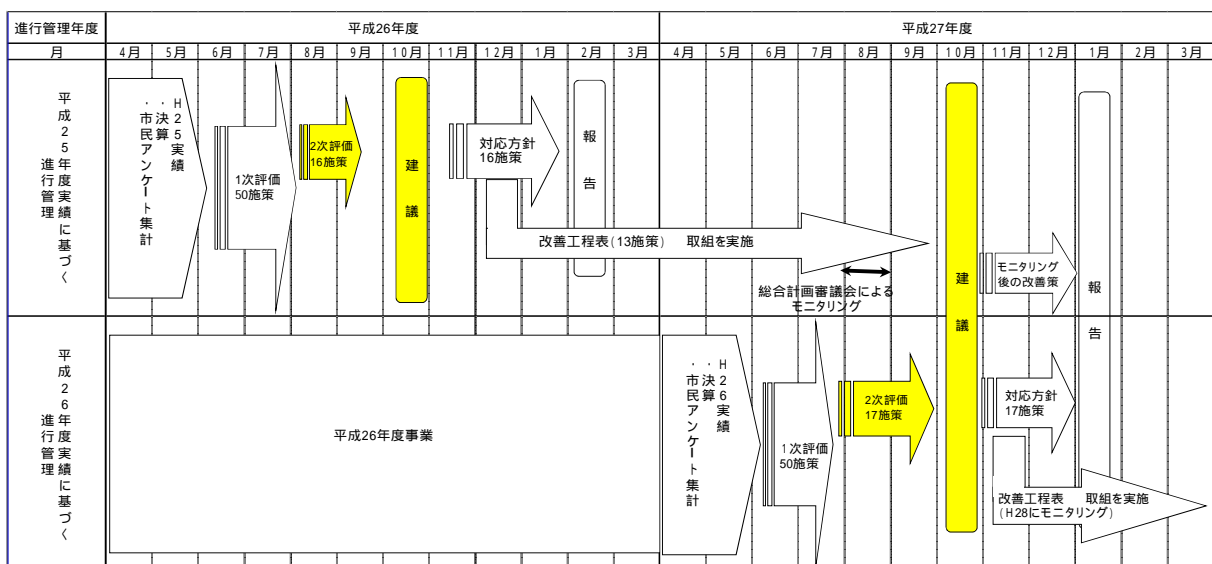 進行管理年度
平成26年度
平成27年度
月
4月 5月 6月 7月 8月 9月 10月 11月 12月 1月 2月 3月 4月 5月 6月 7月 8月 9月 10月 11月 12月 1月 2月 3月
平成25年度実績に基づく
進行管理
H25実績
・決算
・市民アンケート集計
1次評価
50施策
2次評価
16施策
建議
対応方針
16施策
報告
改善工程表(13施策) 取組を実施
総合計画審議会による
モニタリング
建議
モニタリング
後の改善策
報告
平成26年度実績に基づく
進行管理
平成26年度事業
H26実績
・決算
・市民アンケート集計
1次評価
50施策
2次評価
17施策
対応方針
17施策
改善工程表 取組を実施
(H28にモニタリング)